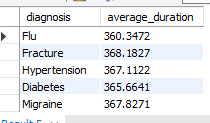 diagnosis average_duration
Flu 360.3472
Fracture 368.1827
Hypertension 367.1122
Diabetes 365.6641
Migraine 367.8271